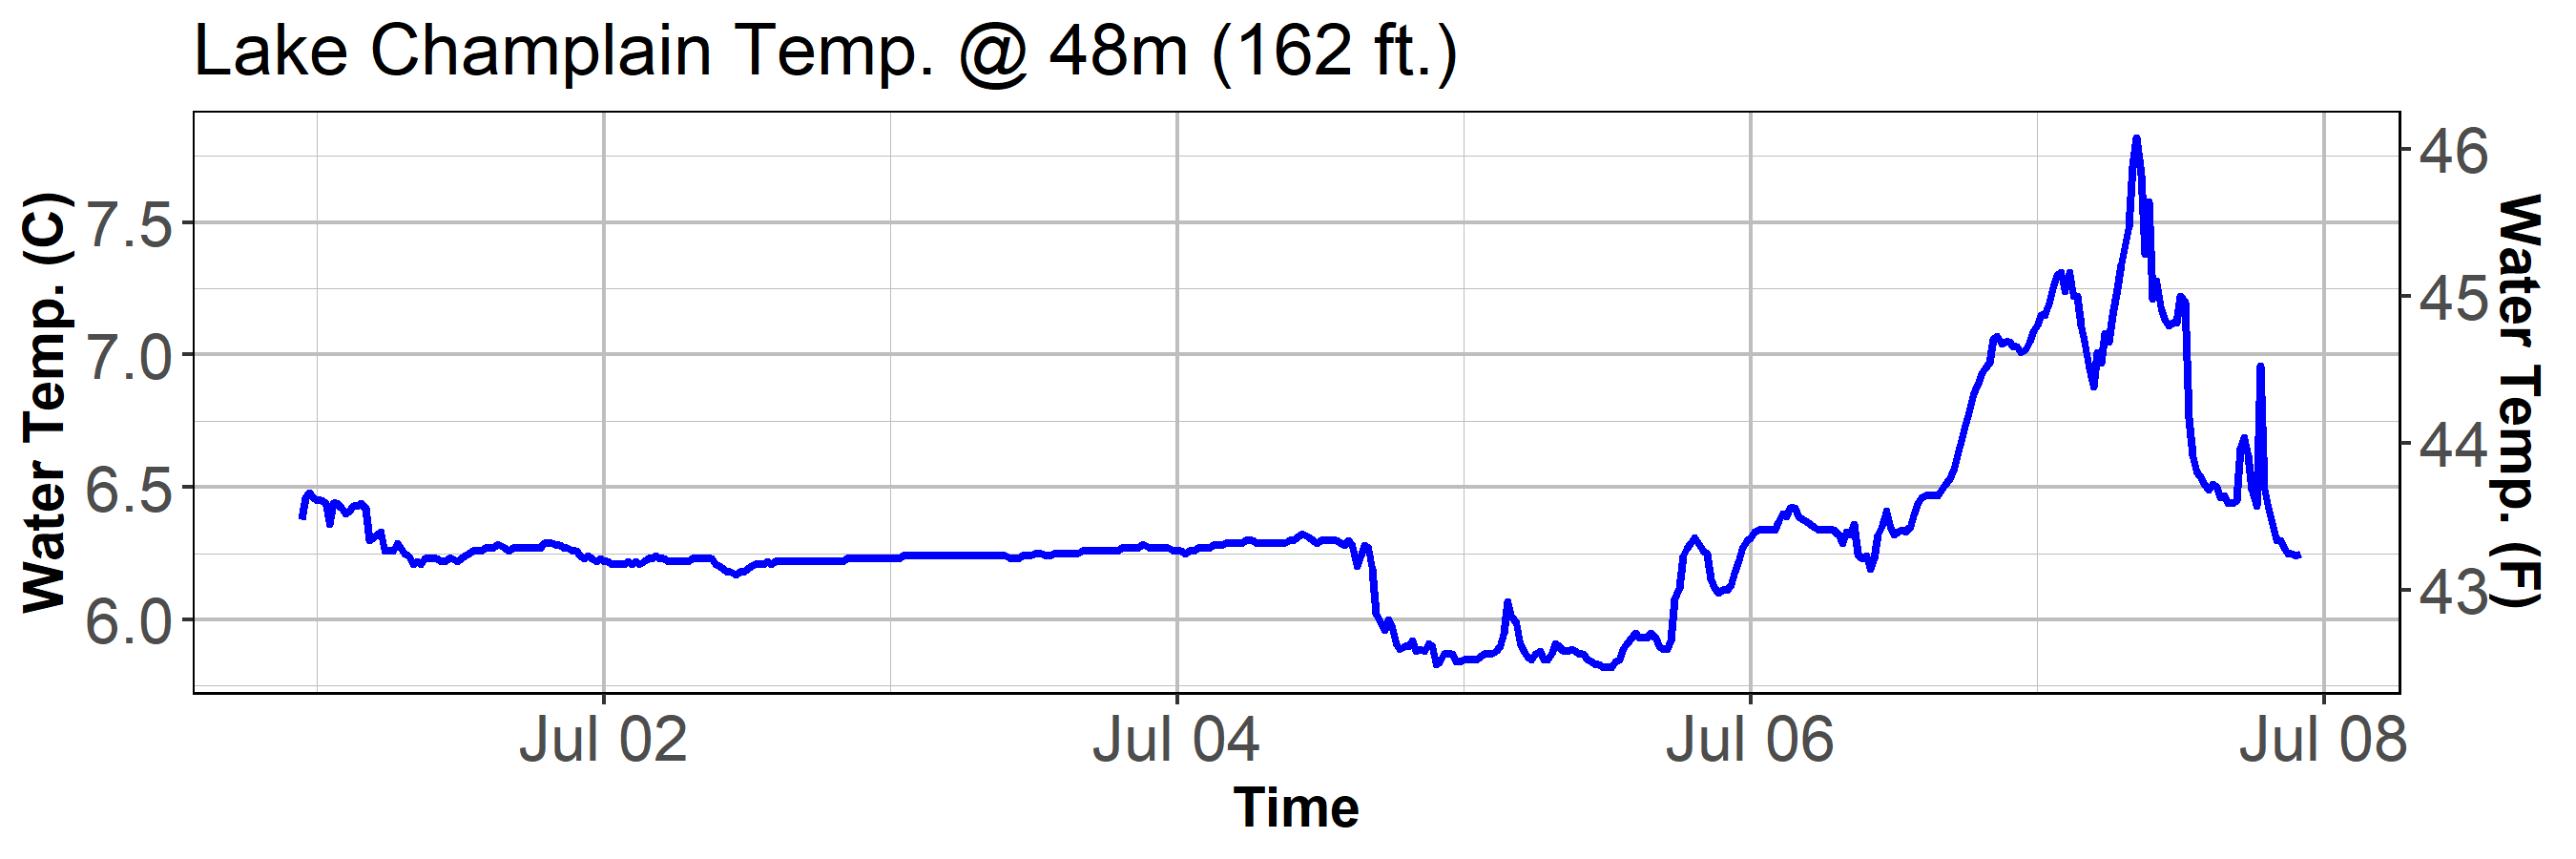 Lake Champlain Temp. @ 48m (162 ft.)
Water Temp. (C)
7.5
7.0
6.5
6.0
46
45
44
43
Water Temp. (F)
Jul 02 Jul 04 Jul 06 Jul 08
Time